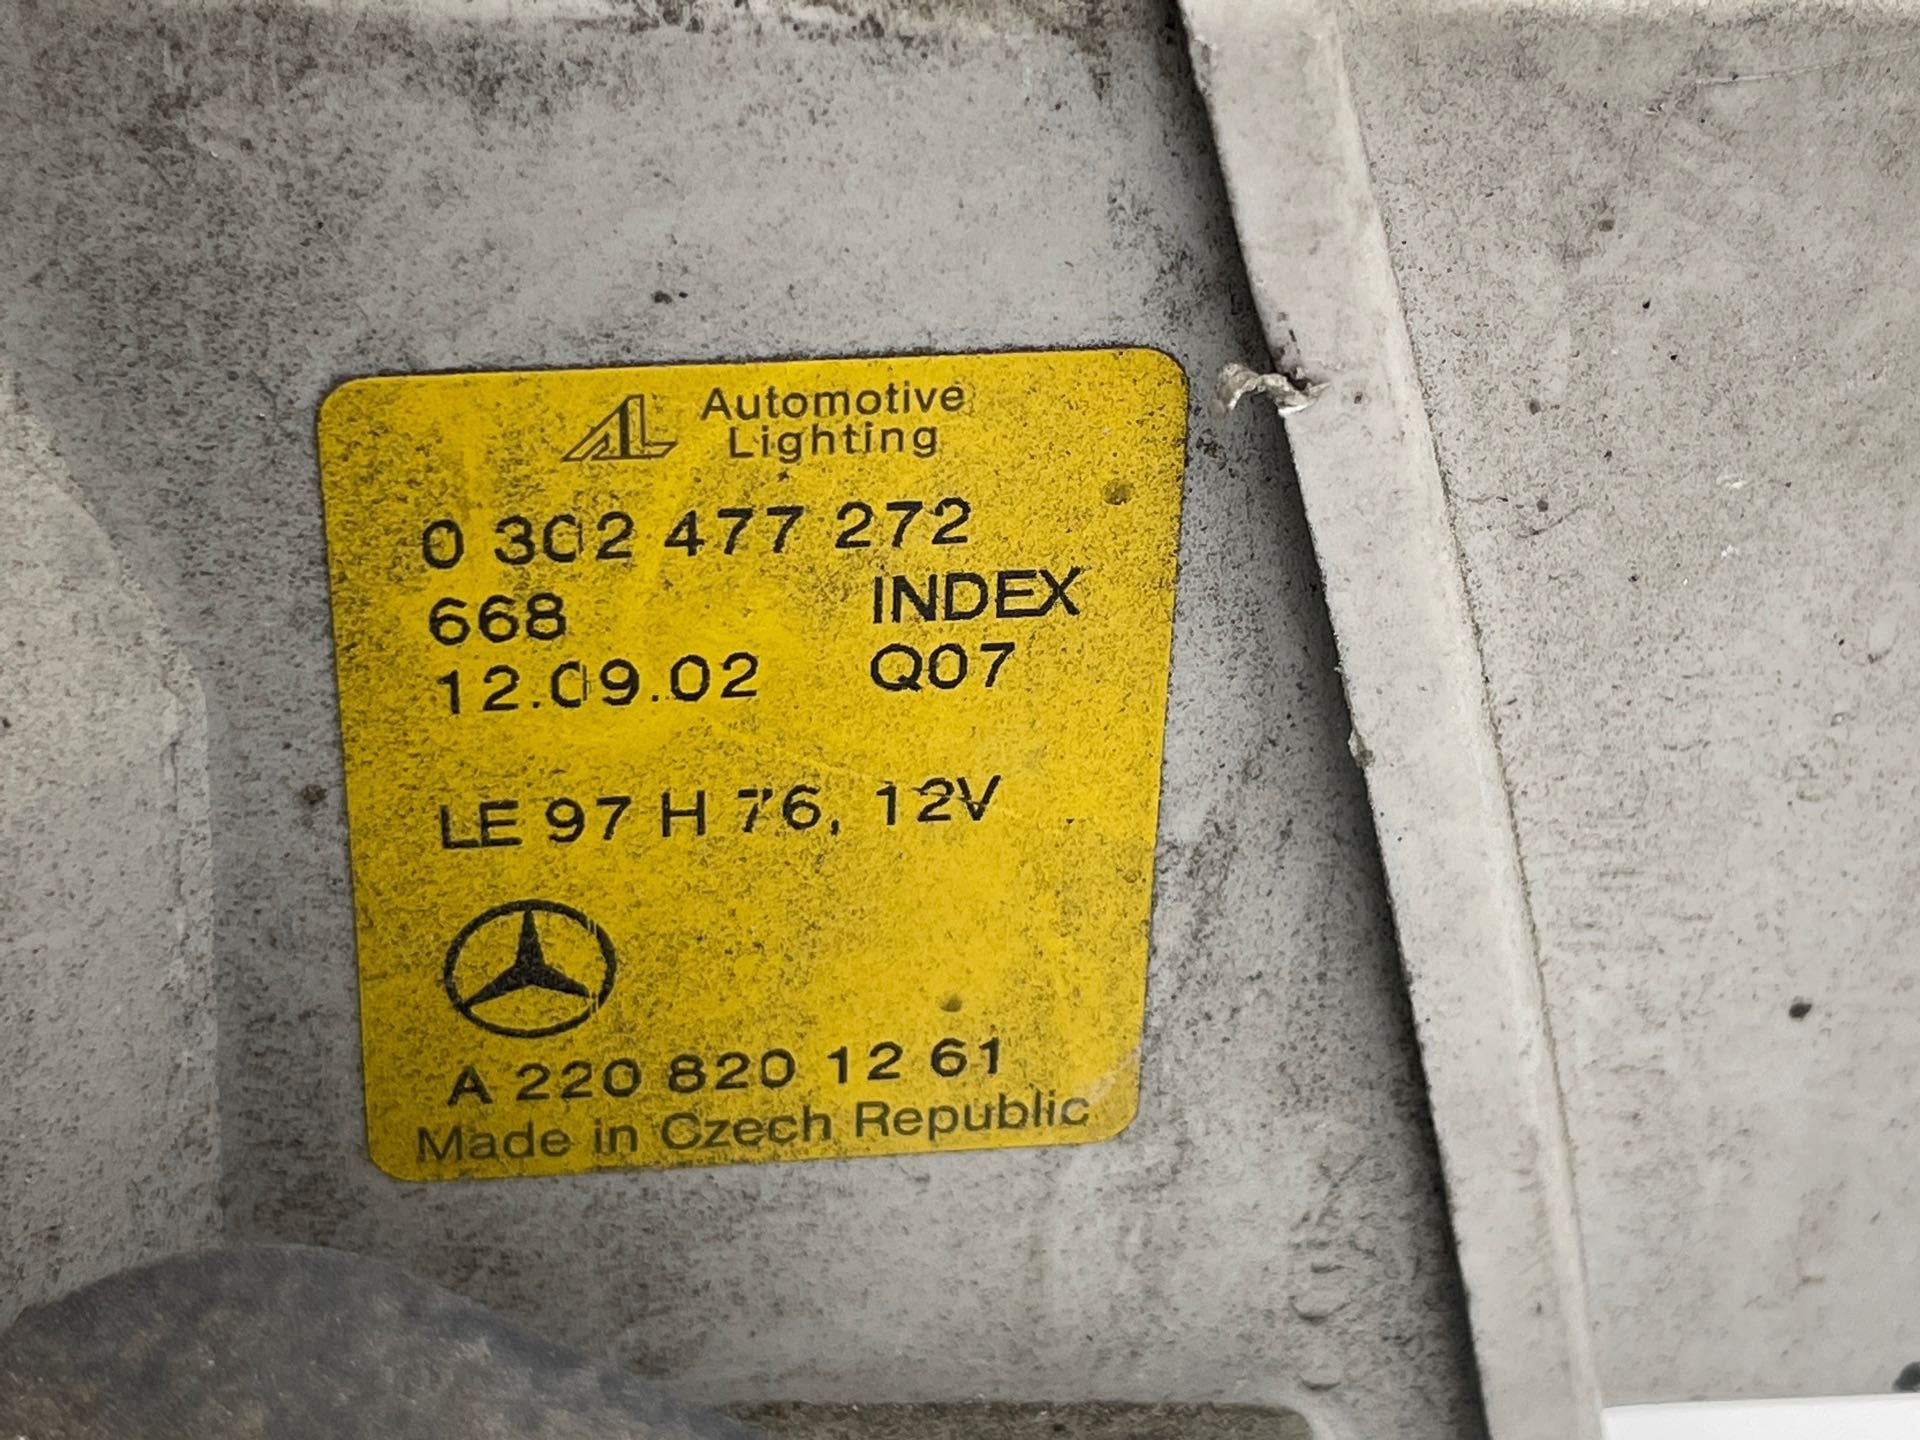 AL Automotive
Lighting
0 302 477 272
668 INDEX
12.09.02 Q07
LE 97 H 76, 12V
A 220 820 12 61
Made in Czech Republic